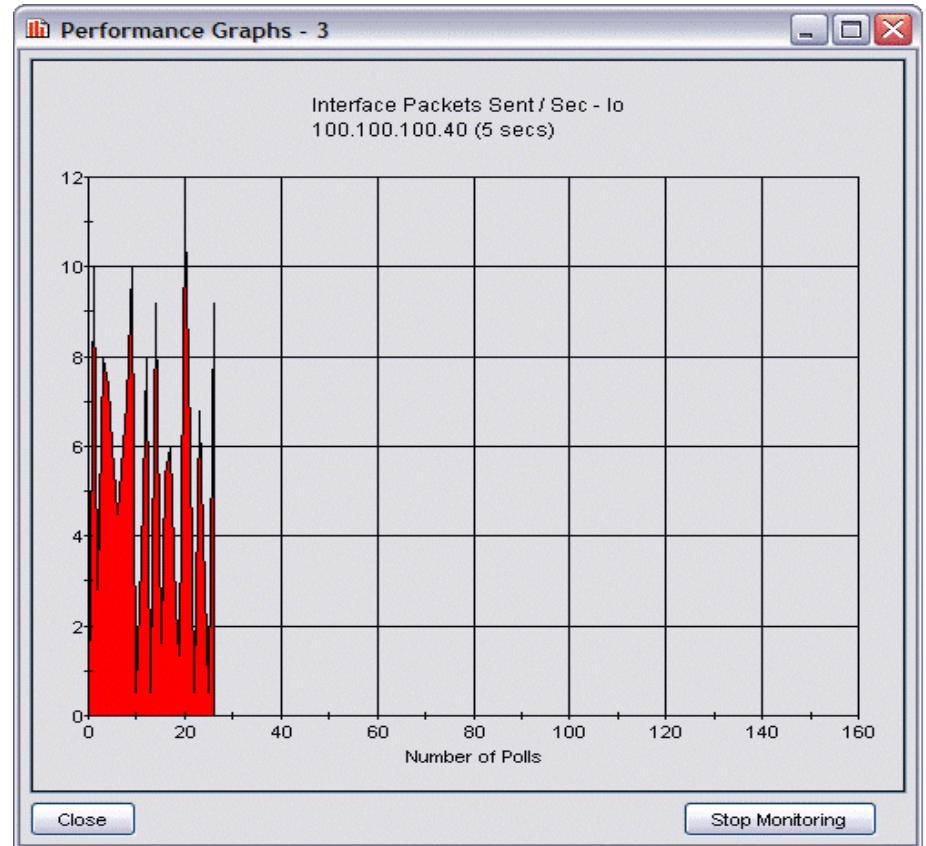 Performance Graphs - 3
Interface Packets Sent / Sec - lo
100.100.100.40 (5 secs)
12
10
8
6
4
2
0
0 20 40 60 80 100 120 140 160
Number of Polls
Close Stop Monitoring